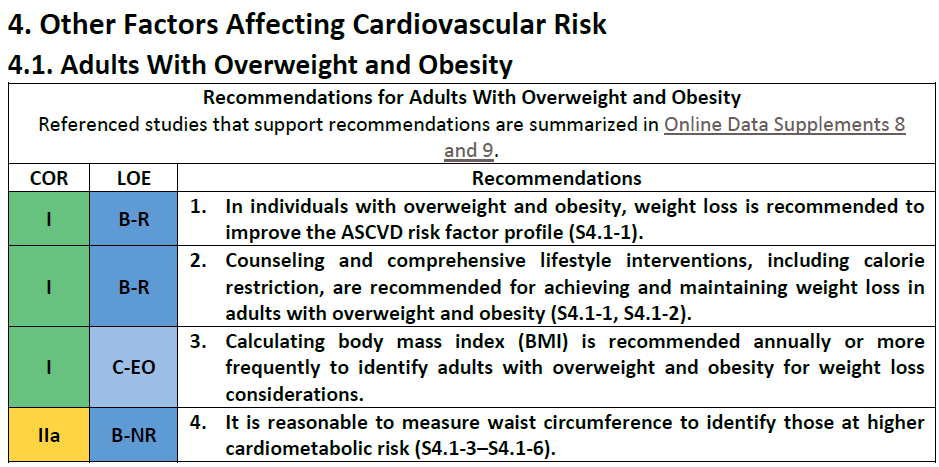 4. Other Factors Affecting Cardiovascular Risk
4.1. Adults With Overweight and Obesity
Recommendations for Adults With Overweight and Obesity
Referenced studies that support recommendations are summarized in Online Data Supplements 8
and 9.
COR LOE Recommendations
I B-R 1. In individuals with overweight and obesity, weight loss is recommended to
improve the ASCVD risk factor profile (S4.1-1).
I B-R 2. Counseling and comprehensive lifestyle interventions, including calorie
restriction, are recommended for achieving and maintaining weight loss in
adults with overweight and obesity (S4.1-1, S4.1-2).
I C-EO 3. Calculating body mass index (BMI) is recommended annually or more
frequently to identify adults with overweight and obesity for weight loss
considerations.
IIa B-NR 4. It is reasonable to measure waist circumference to identify those at higher
cardiometabolic risk (S4.1-3–S4.1-6).